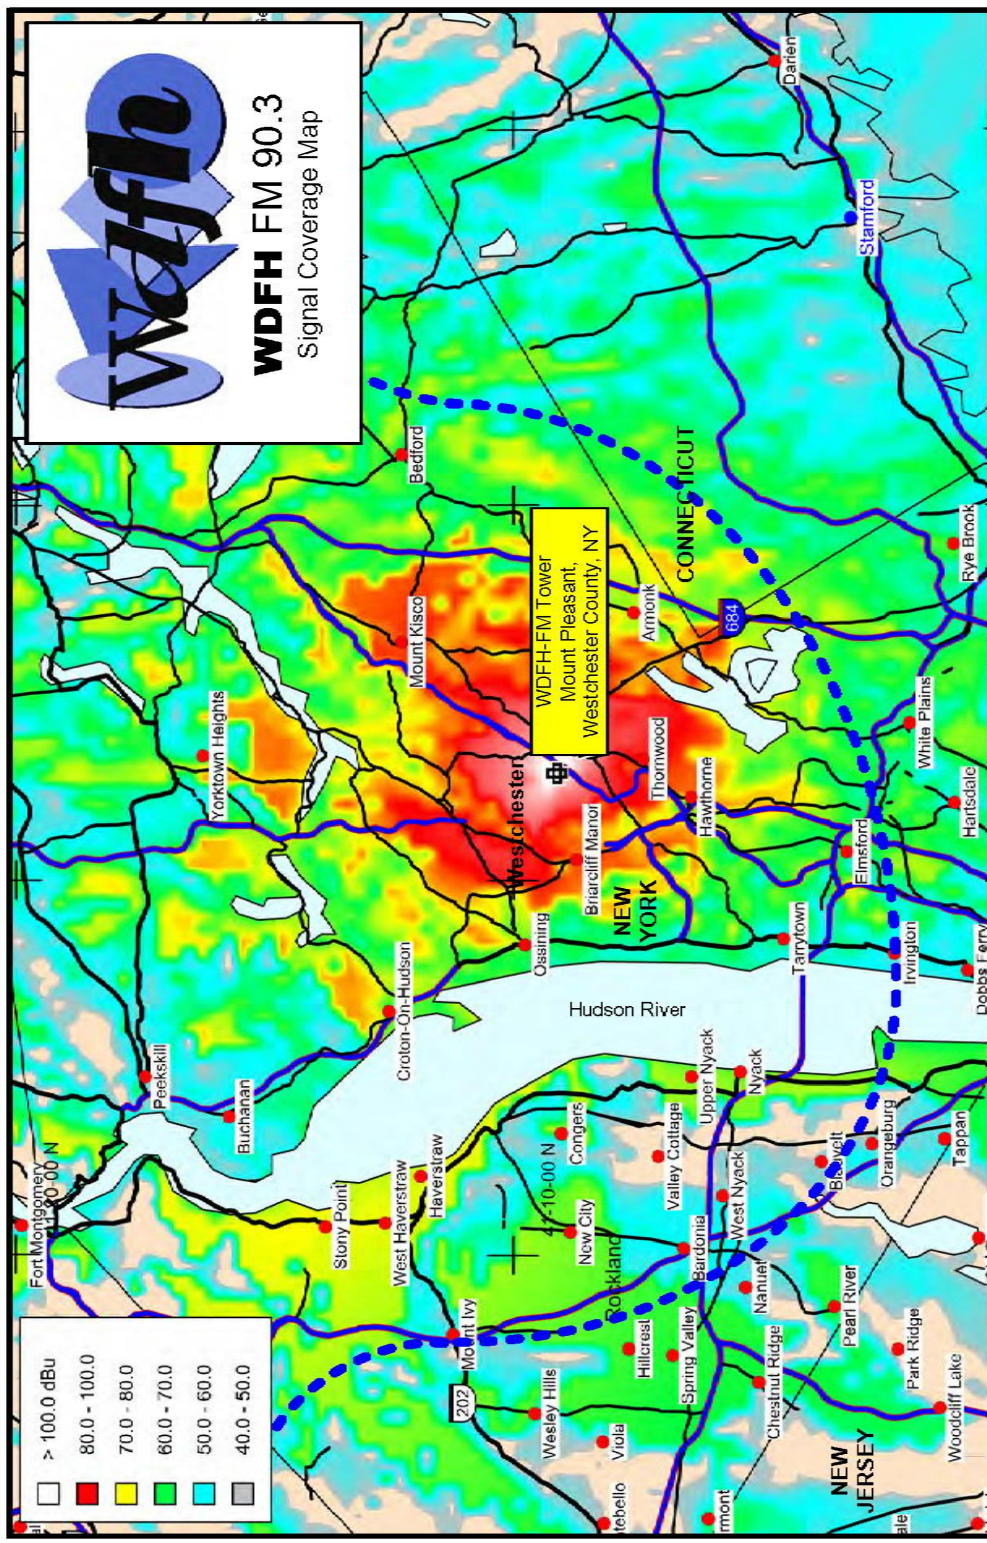 Wdfh
WDFH FM 90.3
Signal Coverage Map
> 100.0 dBu
80.0 - 100.0
70.0 - 80.0
60.0 - 70.0
50.0 - 60.0
40.0 - 50.0
WDFH-FM Tower
Mount Pleasant,
Westchester County, NY
Fort Montgomery
Peekskill
Buchanan
Yorktown Heights
Stony Point
West Haverstraw
Haverstraw
Croton-On-Hudson
Mount Kisco
Bedford
Mont Ivy
202
Wesley Hills
Viola
tebello
rmont
41-10-00 N
New City
Congers
Ossining
Westchester
Briarcliff Manor
NEW
YORK
Thornwood
Hawthorne
Armonk
684
CONNECTICUT
Hudson River
Rockland
Hillcrest
Spring Valley
Bardonia
Valley Cottage
Upper Nyack
Nyack
West Nyack
Nanuet
Chestnut Ridge
Pearl River
Blauvelt
Orangeburg
Tappan
Park Ridge
Woodcliff Lake
NEW
JERSEY
ale
Tarrytown
Irvington
Dobbs Ferry
Elmsford
White Plains
Hartsdale
Rye Brook
Stamford
Darien